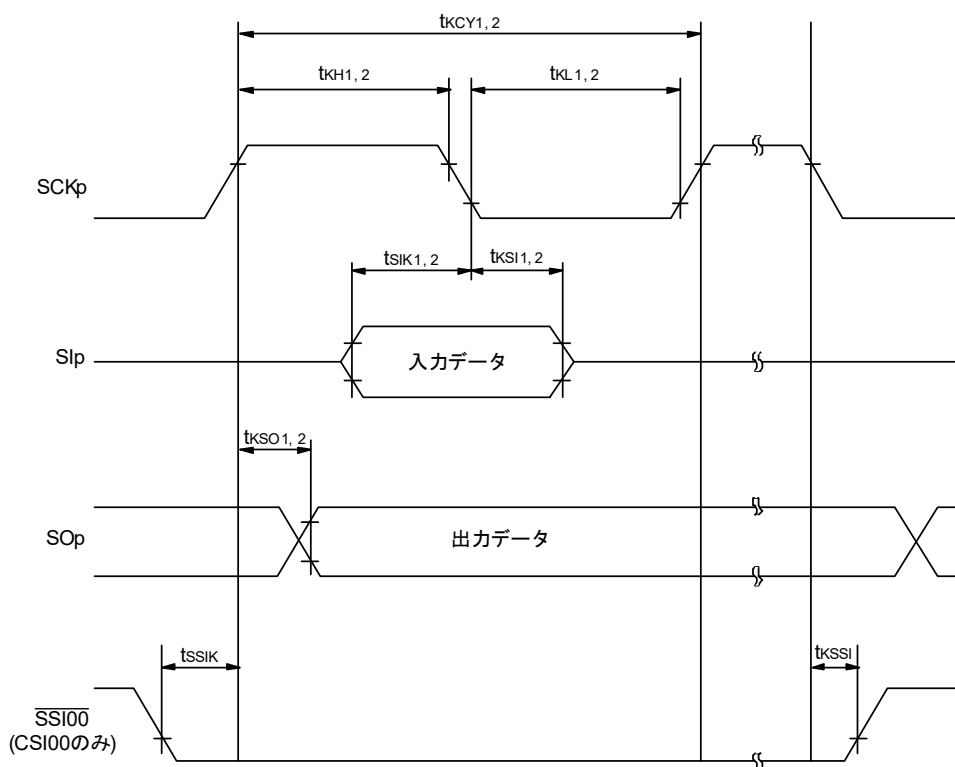 tKCY1, 2
tKH1, 2
tKL1, 2
SCKp
tSIK1, 2
tKSI1, 2
SIp
入力データ
tKSO1, 2
SOp
出力データ
tSSIK
tKSSI
SSI00
(CSI00のみ)